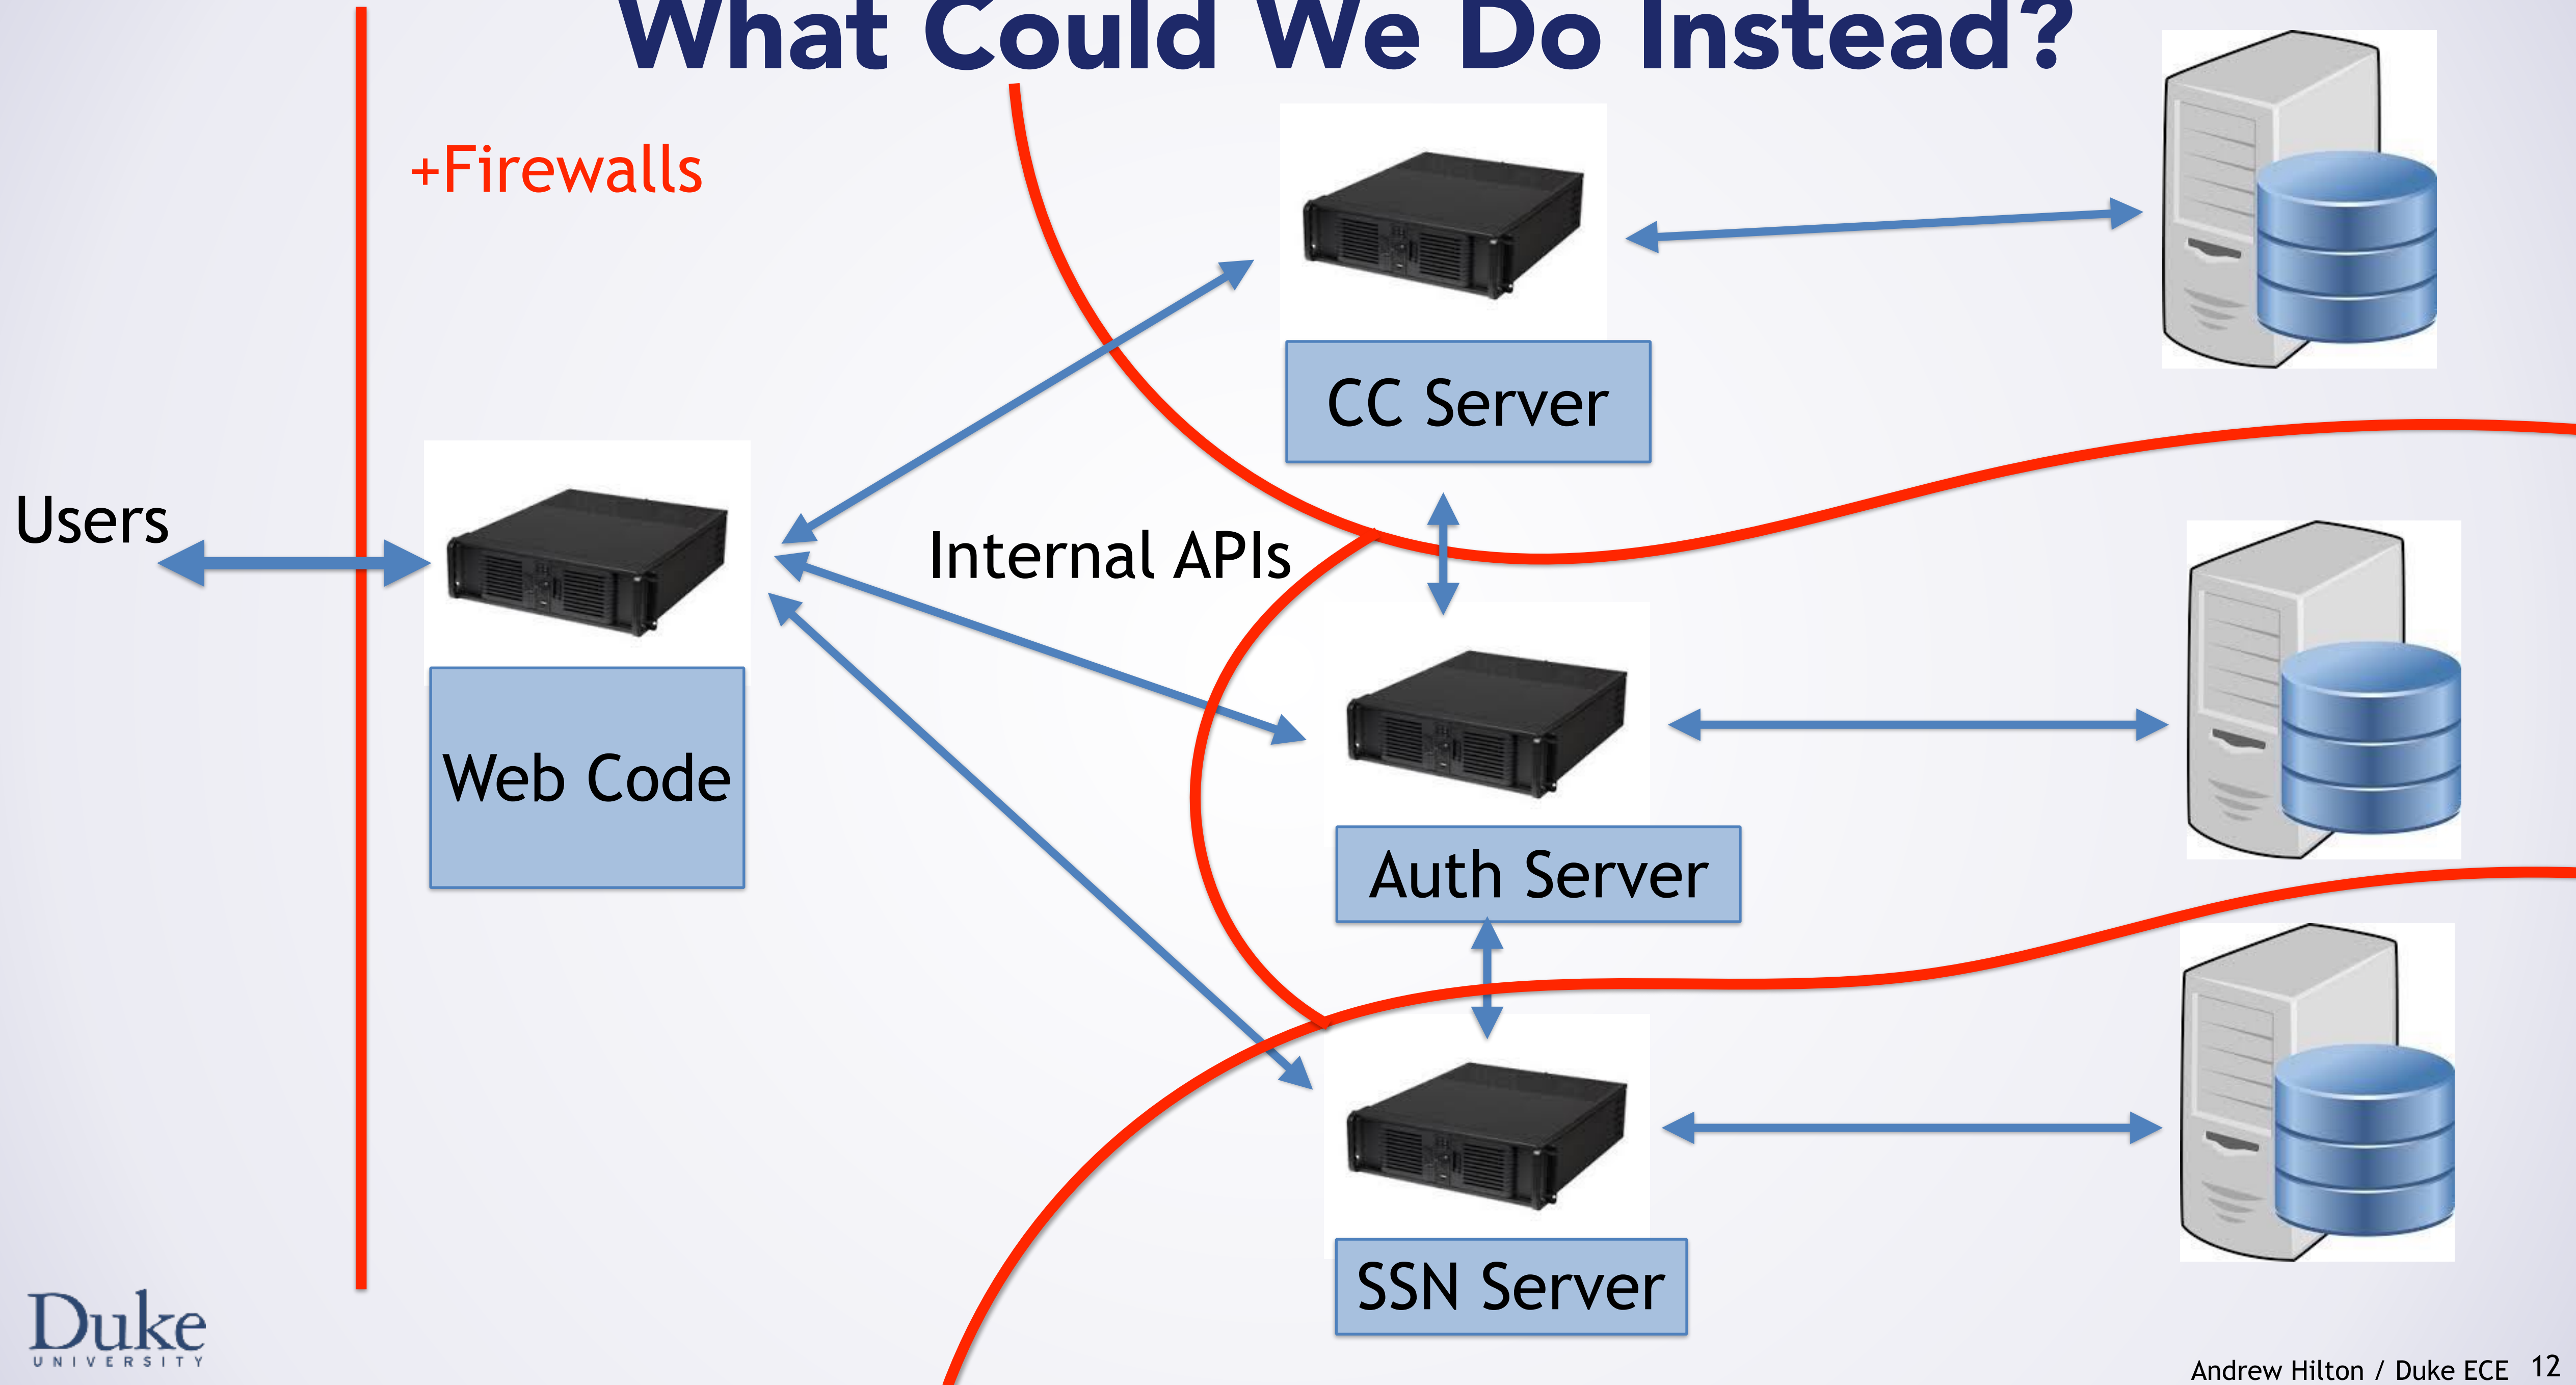 What Could We Do Instead?
+Firewalls
CC Server
Users
Internal APIs
Web Code
Auth Server
SSN Server
Duke
UNIVERSITY
Andrew Hilton / Duke ECE 12